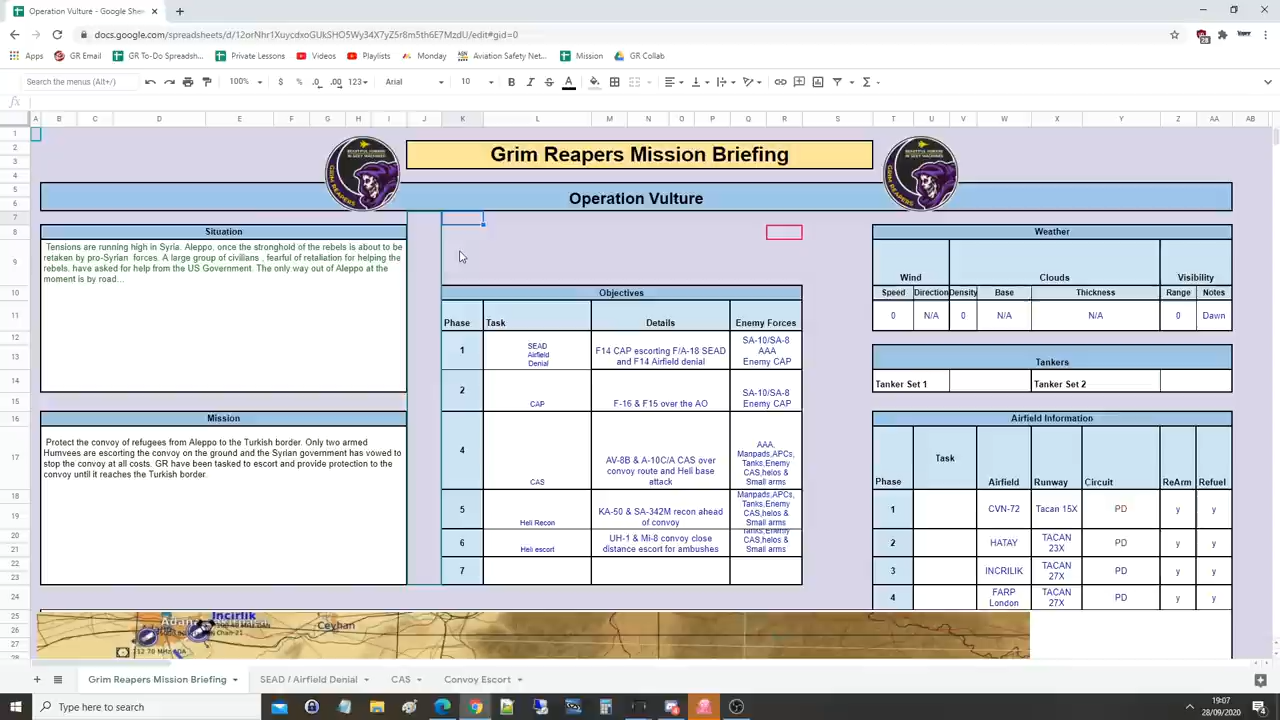 Operation Vulture - Google Shee
docs.google.com/spreadsheets/d/12orNhr1XuycdxoGUkSHO5Wy34X7yZ5r8m5th6E7MzdU/edit#gid=0
Apps GR Email GR To-Do Spreadsh... Private Lessons Videos Playlists Monday Aviation Safety Net... Mission GR Collab
Search the menus (Alt+/) 100% $ % .0 .00 123 Arial 10 B I S A
fx
A B C D E F G H I J K L M N O P Q R S T U V W X Y Z AA AB
Grim Reapers Mission Briefing
Operation Vulture
Situation
Tensions are running high in Syria. Aleppo, once the stronghold of the rebels is about to be
retaken by pro-Syrian forces. A large group of civilians , fearful of retaliation for helping the
rebels. have asked for help from the US Government. The only way out of Aleppo at the
moment is by road...
Mission
Protect the convoy of refugees from Aleppo to the Turkish border. Only two armed
Humvees are escorting the convoy on the ground and the Syrian government has vowed to
stop the convoy at all costs. GR have been tasked to escort and provide protection to the
convoy until it reaches the Turkish border
Objectives
Phase Task Details Enemy Forces
1
SEAD
Airfield
Denial
F14 CAP escorting F/A-18 SEAD
and F14 Airfield denial
SA-10/SA-8
AAA
Enemy CAP
2
CAP
F-16 & F15 over the AO
SA-10/SA-8
Enemy CAP
4
CAS
AV-8B & A-10C/A CAS over
convoy route and Heli base
attack
AAA,
Manpads,APCs,
Tanks,Enemy
CAS,helos &
Small arms
5
Heli Recon
KA-50 & SA-342M recon ahead
of convoy
Manpads,APCs,
Tanks,Enemy
CAS,helos &
Small arms
6
Heli escort
UH-1 & Mi-8 convoy close
distance escort for ambushes
Tanks,Enemy
CAS,helos &
Small arms
7
Weather
Wind Clouds Visibility
Speed Direction Density Base Thickness Range Notes
0 N/A 0 N/A N/A 0 Dawn
Tankers
Tanker Set 1 Tanker Set 2
Airfield Information
Phase Task Airfield Runway Circuit ReArm Refuel
1 CVN-72 Tacan 15X PD y y
2 HATAY TACAN 23X PD y y
3 INCRILIK TACAN 27X PD y y
4 FARP London TACAN 27X PD y y
Incirlik
Ceyhan
Grim Reapers Mission Briefing SEAD / Airfield Denial CAS Convoy Escort
Type here to search
19:07
28/09/2020